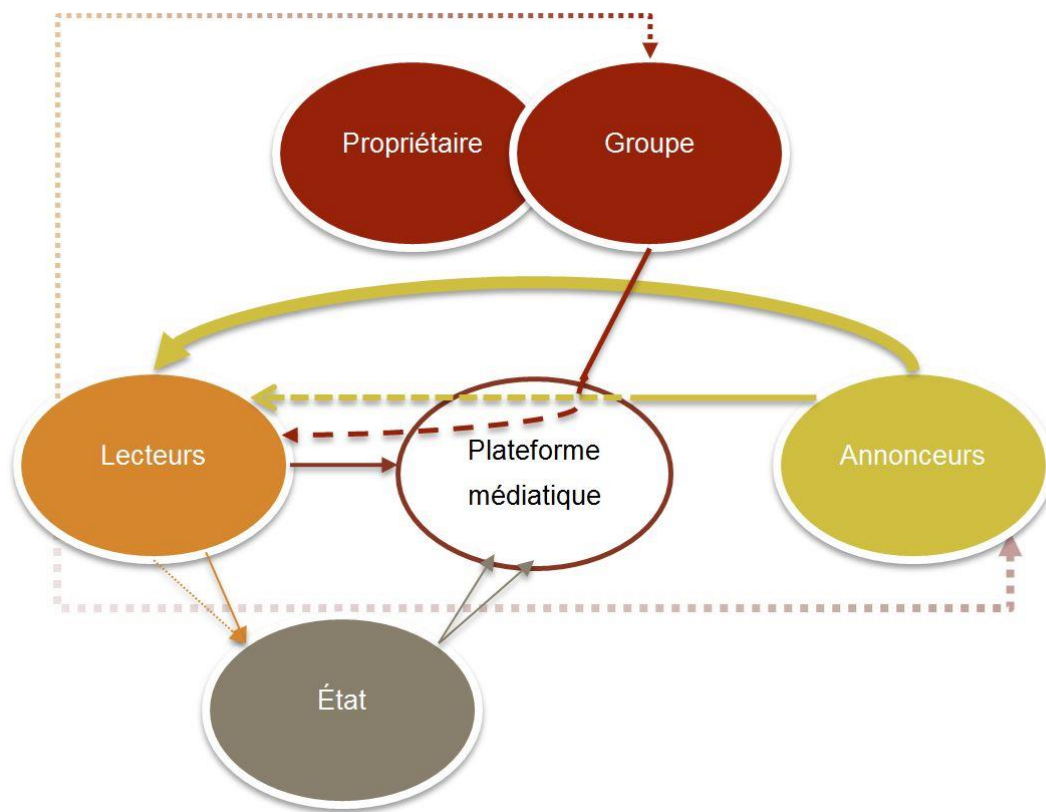 Propriétaire
Groupe
Lecteurs
Plateforme
médiatique
Annonceurs
État